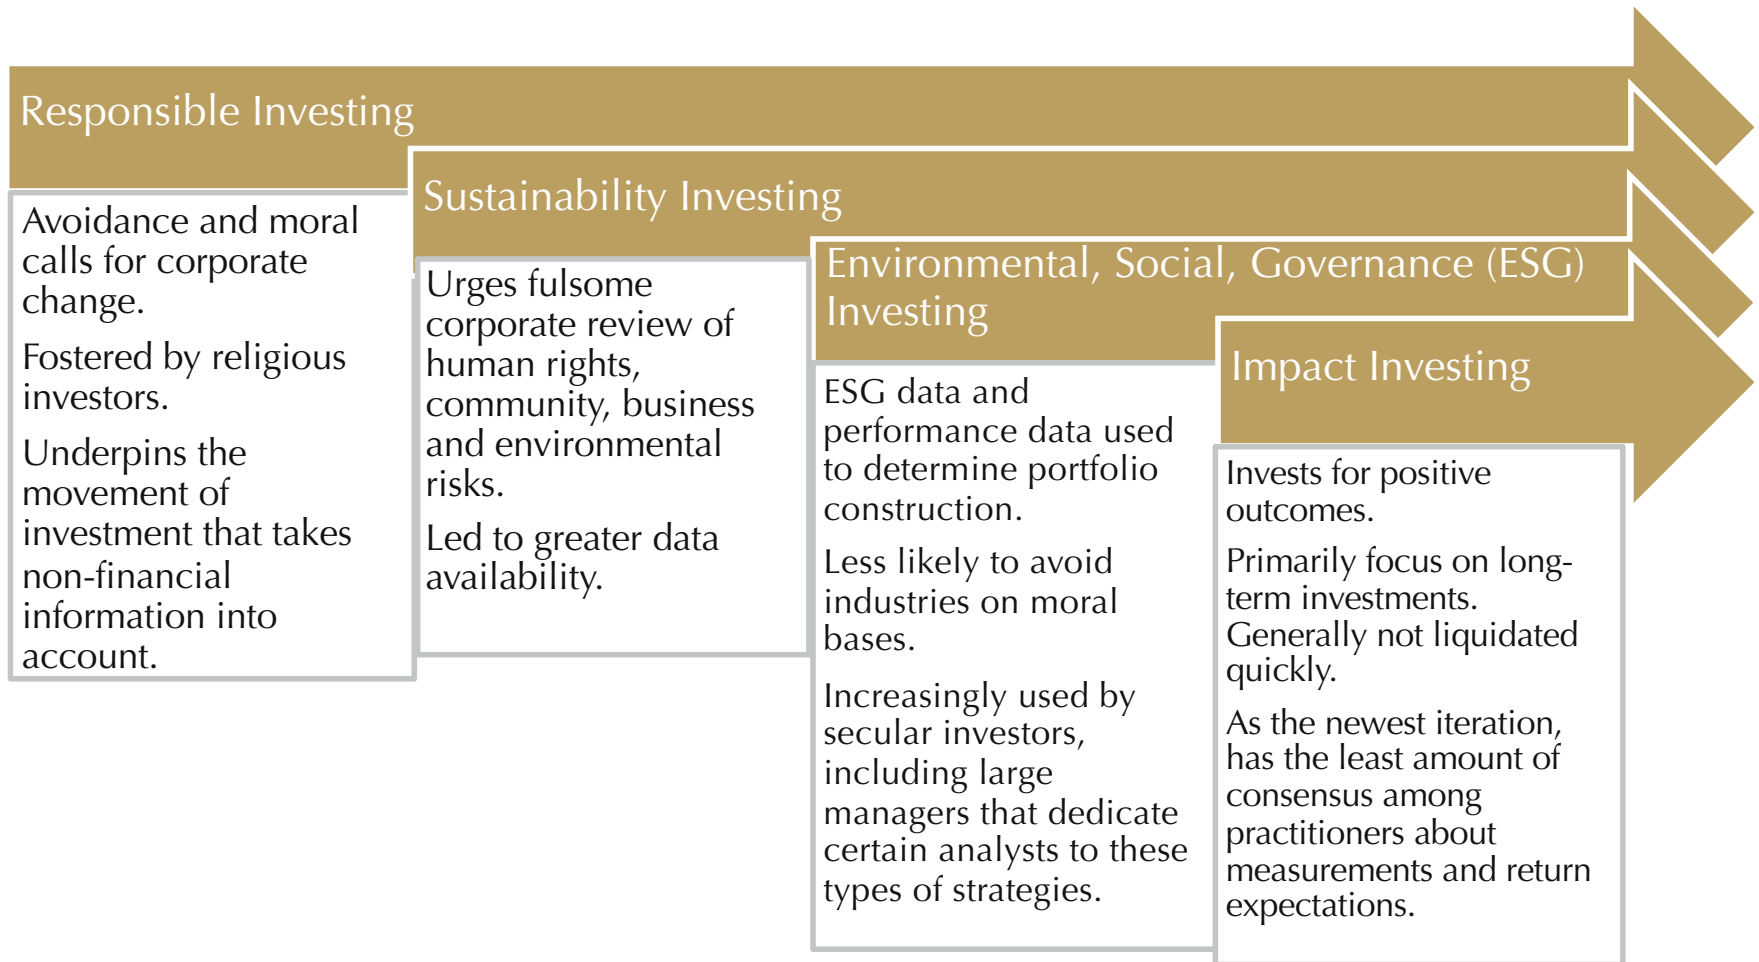 Responsible Investing
Avoidance and moral
calls for corporate
change.
Fostered by religious
investors.
Underpins the
movement of
investment that takes
non-financial
information into
account.
Sustainability Investing
Urges fulsome
corporate review of
human rights,
community, business
and environmental
risks.
Led to greater data
availability.
Environmental, Social, Governance (ESG)
Investing
ESG data and
performance data used
to determine portfolio
construction.
Less likely to avoid
industries on moral
bases.
Increasingly used by
secular investors,
including large
managers that dedicate
certain analysts to these
types of strategies.
Impact Investing
Invests for positive
outcomes.
Primarily focus on long-
term investments.
Generally not liquidated
quickly.
As the newest iteration,
has the least amount of
consensus among
practitioners about
measurements and return
expectations.